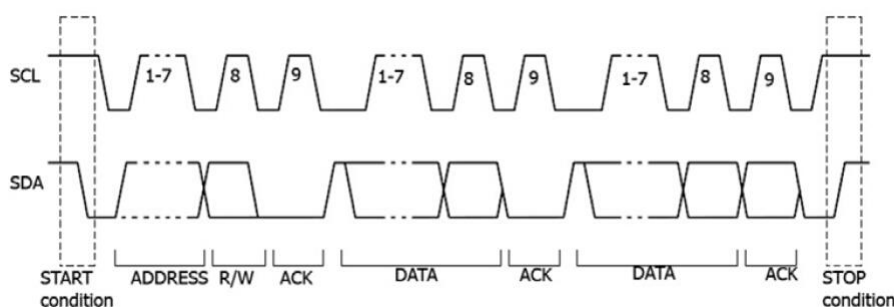 SCL 1-7 8 9 1-7 8 9 1-7 8 9
SDA
START ADDRESS R/W ACK DATA ACK DATA ACK STOP
condition condition